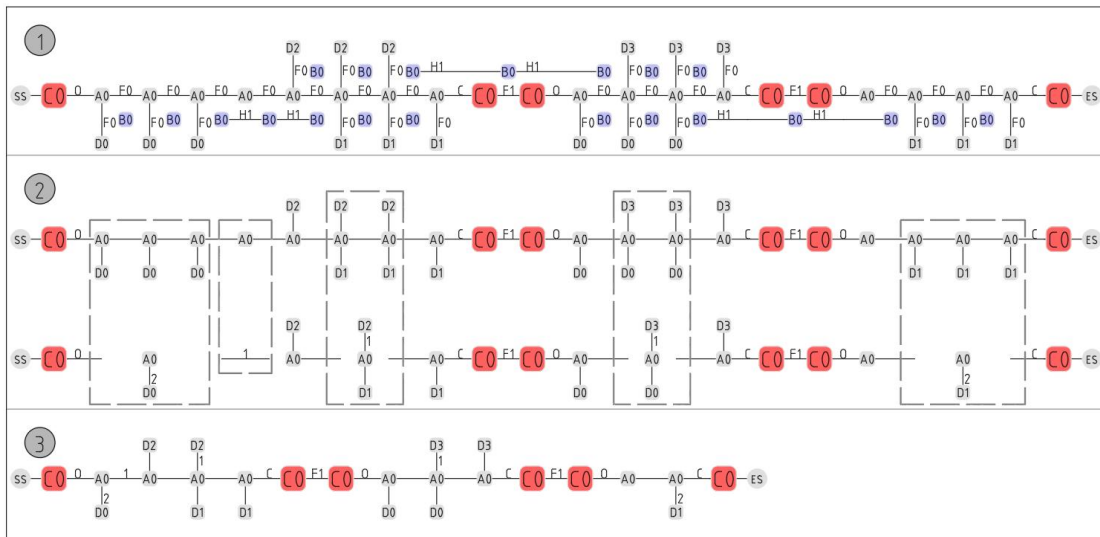 1
D2 D2 D2 D3 D3 D3
F0 B0 F0 B0 F0 B0 H1 B0 H1 B0 F0 B0 F0 B0 F0
SS C0 O A0 F0 A0 F0 A0 F0 A0 F0 A0 F0 A0 F0 A0 F0 A0 C C0 F1 C0 O A0 F0 A0 F0 A0 F0 A0 C C0 F1 C0 O A0 F0 A0 F0 A0 F0 A0 C C0 ES
F0 B0 F0 B0 F0 B0 H1 B0 H1 B0 F0 B0 F0 B0 F0 F0 B0 F0 B0 F0 B0 H1 B0 H1 B0 F0 B0 F0 B0 F0
D0 D0 D0 D1 D1 D1 D0 D0 D0 D1 D1 D1
2
D2 D2 D2 D3 D3 D3
SS C0 O A0 A0 A0 A0 A0 A0 A0 A0 C C0 F1 C0 O A0 A0 A0 A0 C C0 F1 C0 O A0 A0 A0 A0 C C0 ES
D0 D0 D0 D1 D1 D1 D0 D0 D0 D1 D1 D1
D2 D2 D3 D3
1 1
SS C0 O A0 1 A0 A0 A0 C C0 F1 C0 O A0 A0 A0 C C0 F1 C0 O A0 A0 C C0 ES
2 2
D0 D1 D1 D0 D0 D1
3
D2 D2 D3 D3
1 1
SS C0 O A0 1 A0 A0 A0 C C0 F1 C0 O A0 A0 A0 C C0 F1 C0 O A0 A0 C C0 ES
2 2
D0 D1 D1 D0 D0 D1